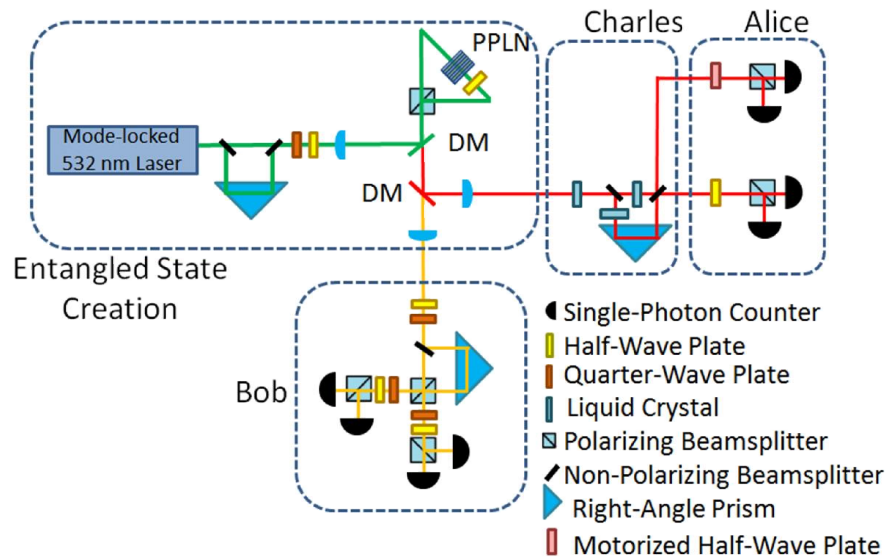 Charles
Alice
PPLN
Mode-locked
532 nm Laser
DM
DM
Entangled State
Creation
Bob
Single-Photon Counter
Half-Wave Plate
Quarter-Wave Plate
Liquid Crystal
Polarizing Beamsplitter
Non-Polarizing Beamsplitter
Right-Angle Prism
Motorized Half-Wave Plate